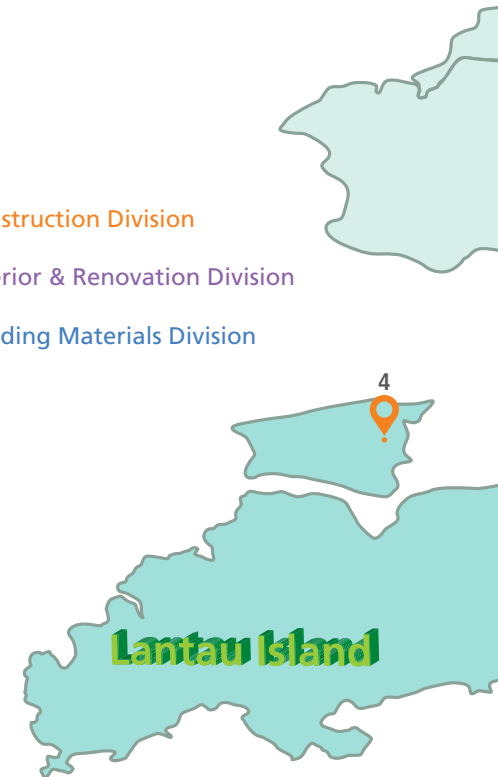 struction Division
erior & Renovation Division
ding Materials Division
4
Lantau Island